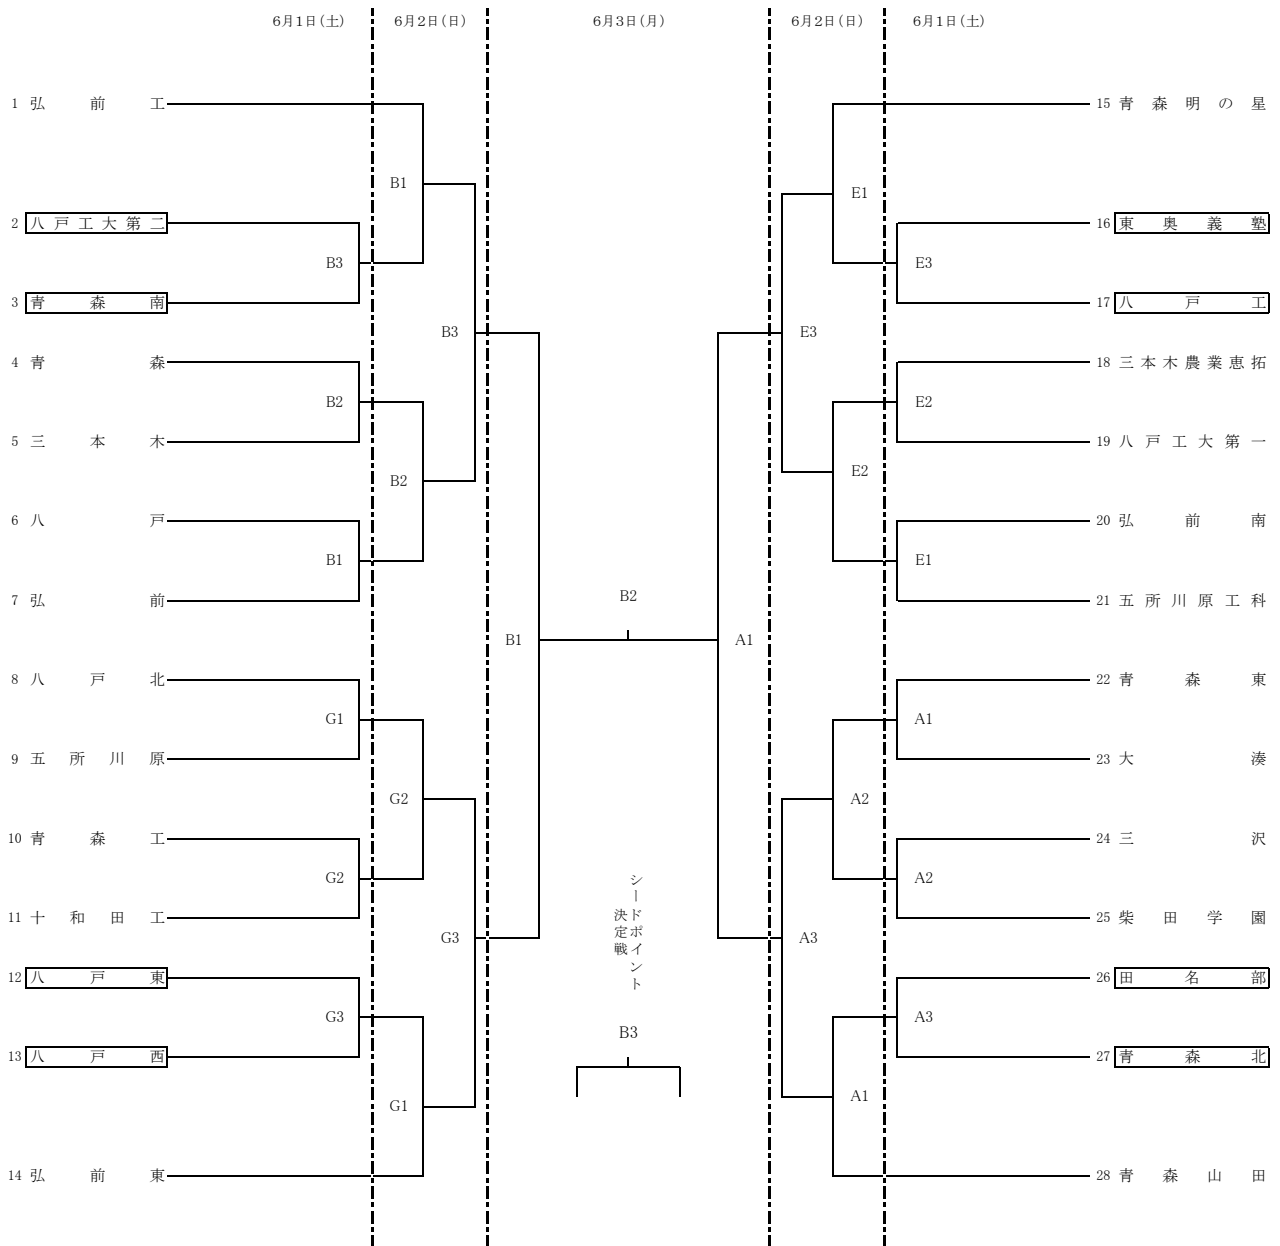 6月1日(土) 6月2日(日) 6月3日(月) 6月2日(日) 6月1日(土)
1 弘前工
15 青森明の星
B1
E1
2 八戸工大第二
16 東奥義塾
B3
E3
3 青森南
17 八戸工
B3
E3
4 青森
18 三本木農業恵拓
B2
E2
5 三本木
19 八戸工大第一
B2
E2
6 八戸
20 弘前南
B1
E1
7 弘前
21 五所川原工科
B2
B1
A1
8 八戸北
22 青森東
G1
A1
9 五所川原
23 大湊
G2
A2
10 青森工
24 三沢
G2
A2
11 十和田工
25 柴田学園
G3
A3
シードポイント
決定戦
12 八戸東
26 田名部
G3
A3
B3
13 八戸西
27 青森北
G1
A1
14 弘前東
28 青森山田